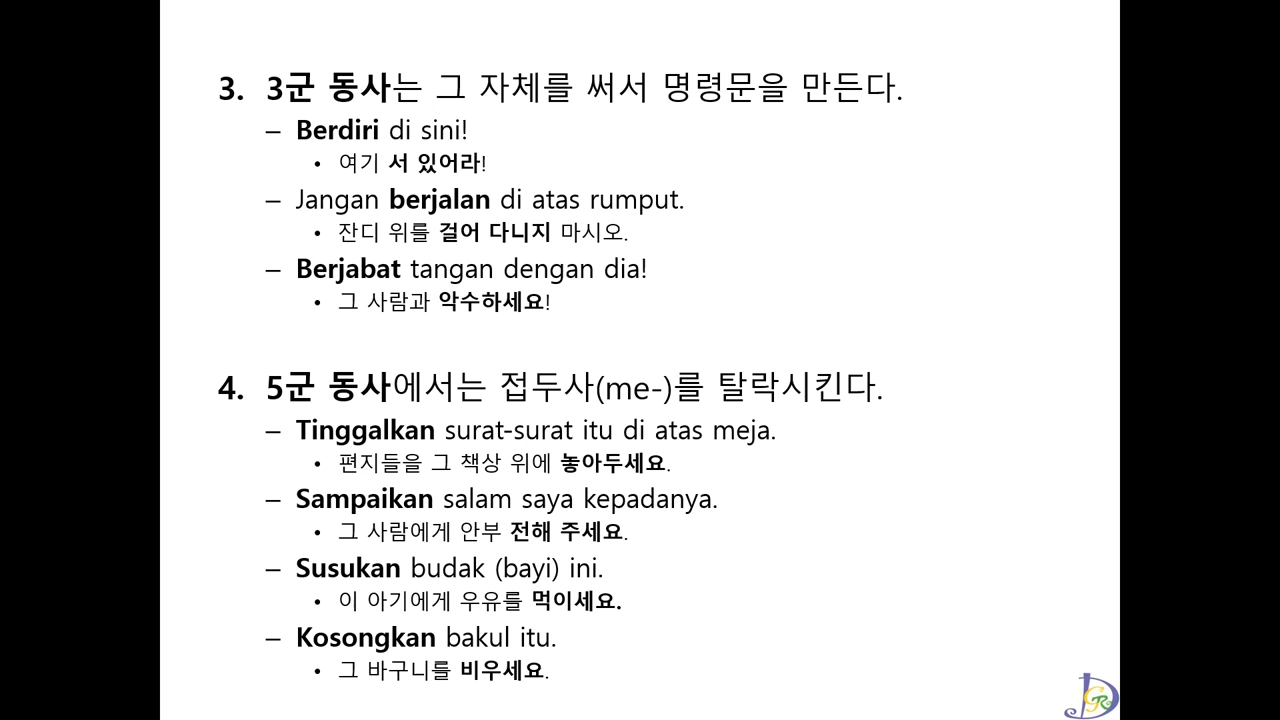 3. 3군 동사는 그 자체를 써서 명령문을 만든다.
– Berdiri di sini!
• 여기 서 있어라!
– Jangan berjalan di atas rumput.
• 잔디 위를 걸어 다니지 마시오.
– Berjabat tangan dengan dia!
• 그 사람과 악수하세요!
4. 5군 동사에서는 접두사(me-)를 탈락시킨다.
– Tinggalkan surat-surat itu di atas meja.
• 편지들을 그 책상 위에 놓아두세요.
– Sampaikan salam saya kepadanya.
• 그 사람에게 안부 전해 주세요.
– Susukan budak (bayi) ini.
• 이 아기에게 우유를 먹이세요.
– Kosongkan bakul itu.
• 그 바구니를 비우세요.